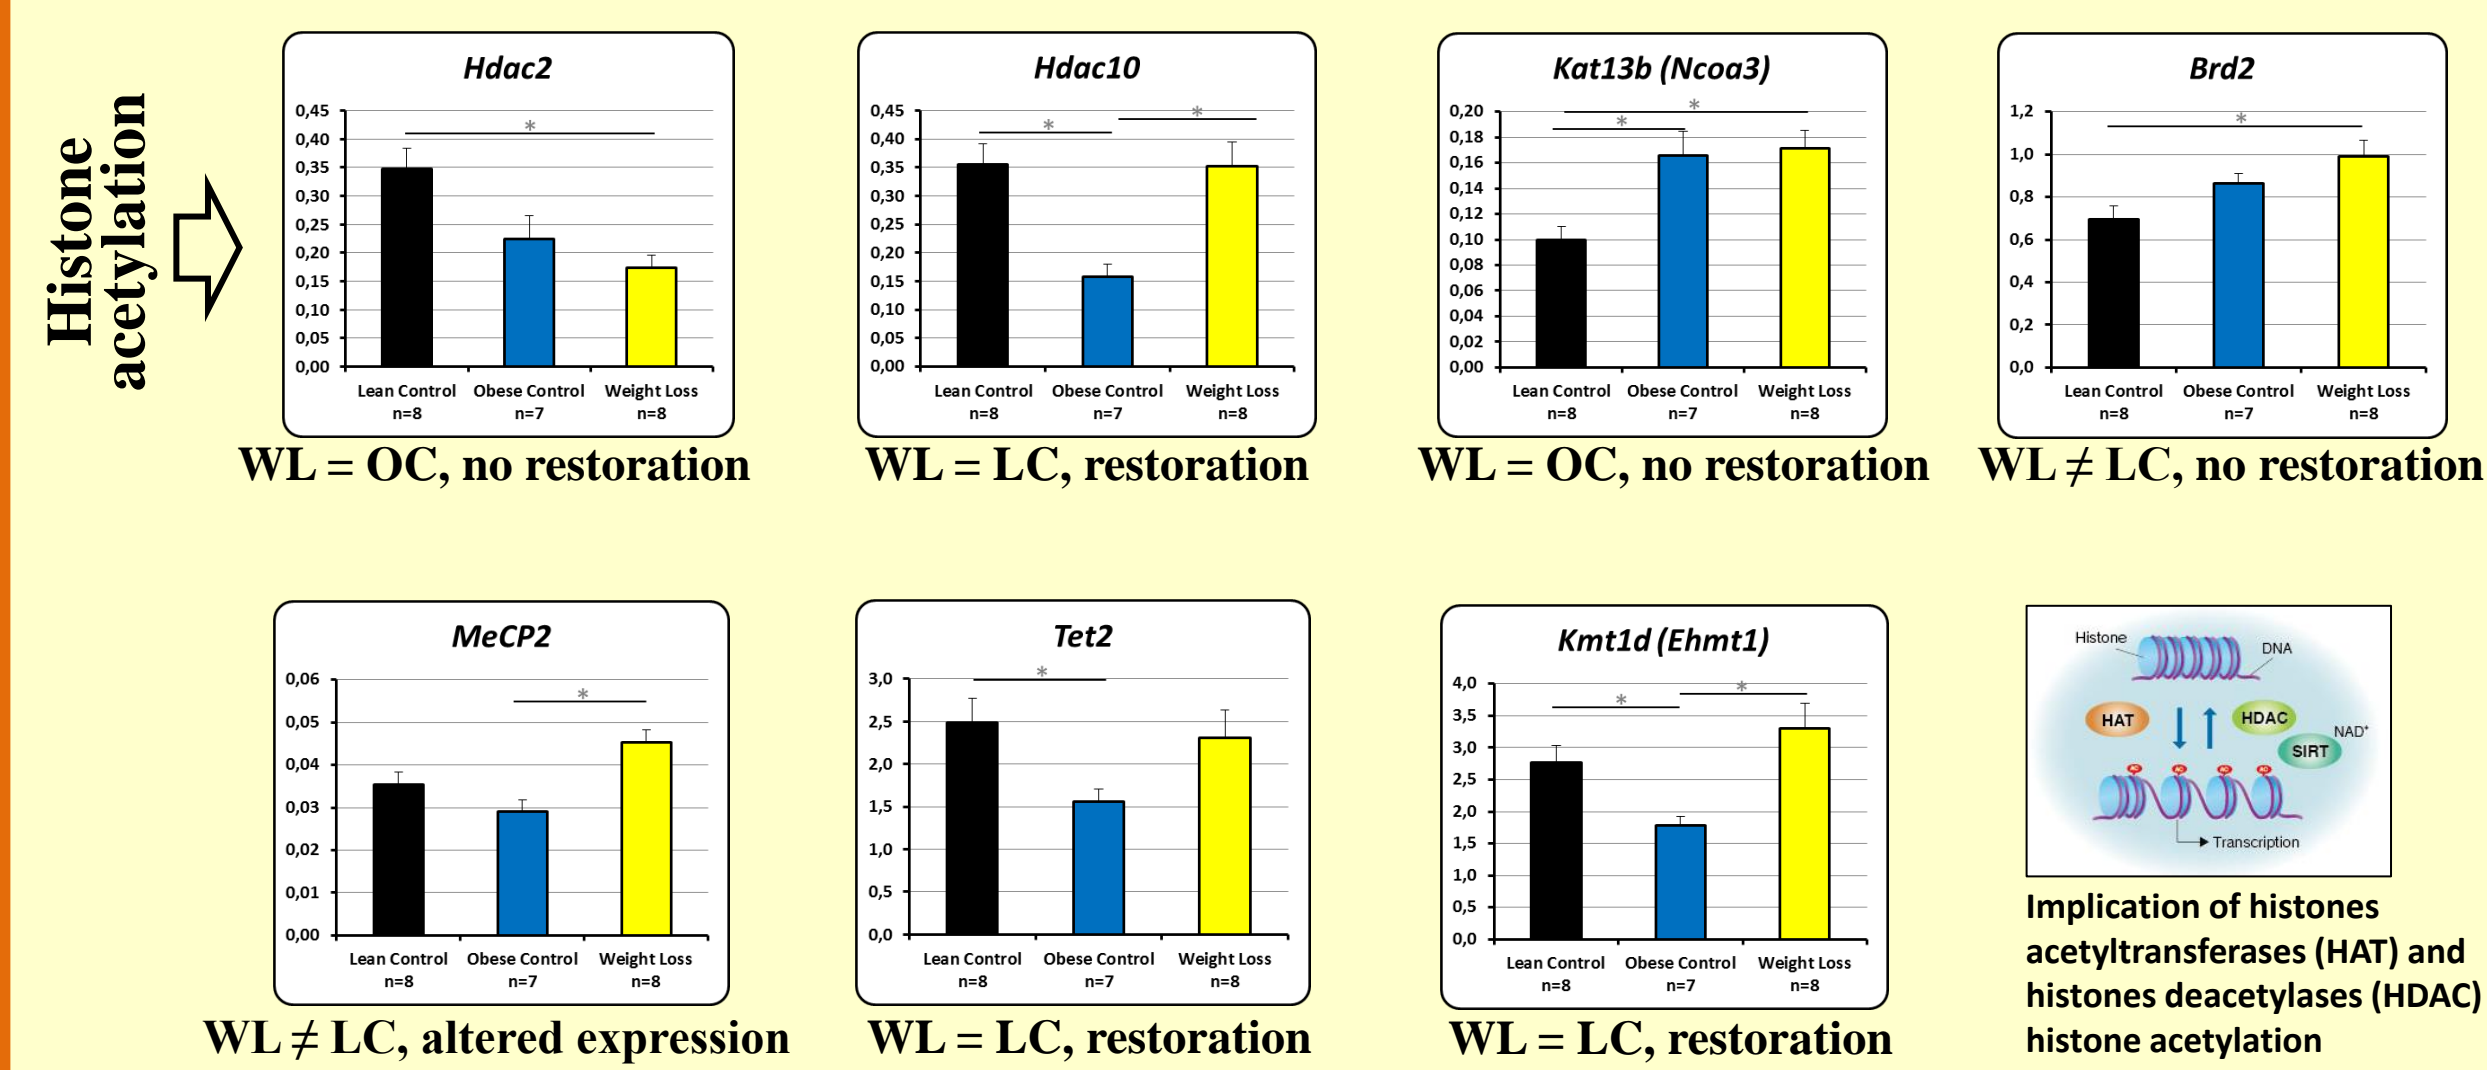 Histone
acetylation
Hdac2
0,45
0,40
0,35
0,30
0,25
0,20
0,15
0,10
0,05
0,00
*
Lean Control Obese Control Weight Loss
n=8 n=7 n=8
WL = OC, no restoration
Hdac10
0,45
0,40
0,35
0,30
0,25
0,20
0,15
0,10
0,05
0,00
* *
Lean Control Obese Control Weight Loss
n=8 n=7 n=8
WL = LC, restoration
Kat13b (Ncoa3)
0,20
0,18
0,16
0,14
0,12
0,10
0,08
0,06
0,04
0,02
0,00
*
*
Lean Control Obese Control Weight Loss
n=8 n=7 n=8
WL = OC, no restoration
Brd2
1,2
1,0
0,8
0,6
0,4
0,2
0,0
*
Lean Control Obese Control Weight Loss
n=8 n=7 n=8
WL ≠ LC, no restoration
MeCP2
0,06
0,05
0,04
0,03
0,02
0,01
0,00
*
Lean Control Obese Control Weight Loss
n=8 n=7 n=8
WL ≠ LC, altered expression
Tet2
3,0
2,5
2,0
1,5
1,0
0,5
0,0
*
Lean Control Obese Control Weight Loss
n=8 n=7 n=8
WL = LC, restoration
Kmt1d (Ehmt1)
4,0
3,5
3,0
2,5
2,0
1,5
1,0
0,5
0,0
* *
Lean Control Obese Control Weight Loss
n=8 n=7 n=8
WL = LC, restoration
Histone
DNA
HAT
HDAC
NAD+
SIRT
AC AC AC AC
Transcription
Implication of histones
acetyltransferases (HAT) and
histones deacetylases (HDAC)
histone acetylation